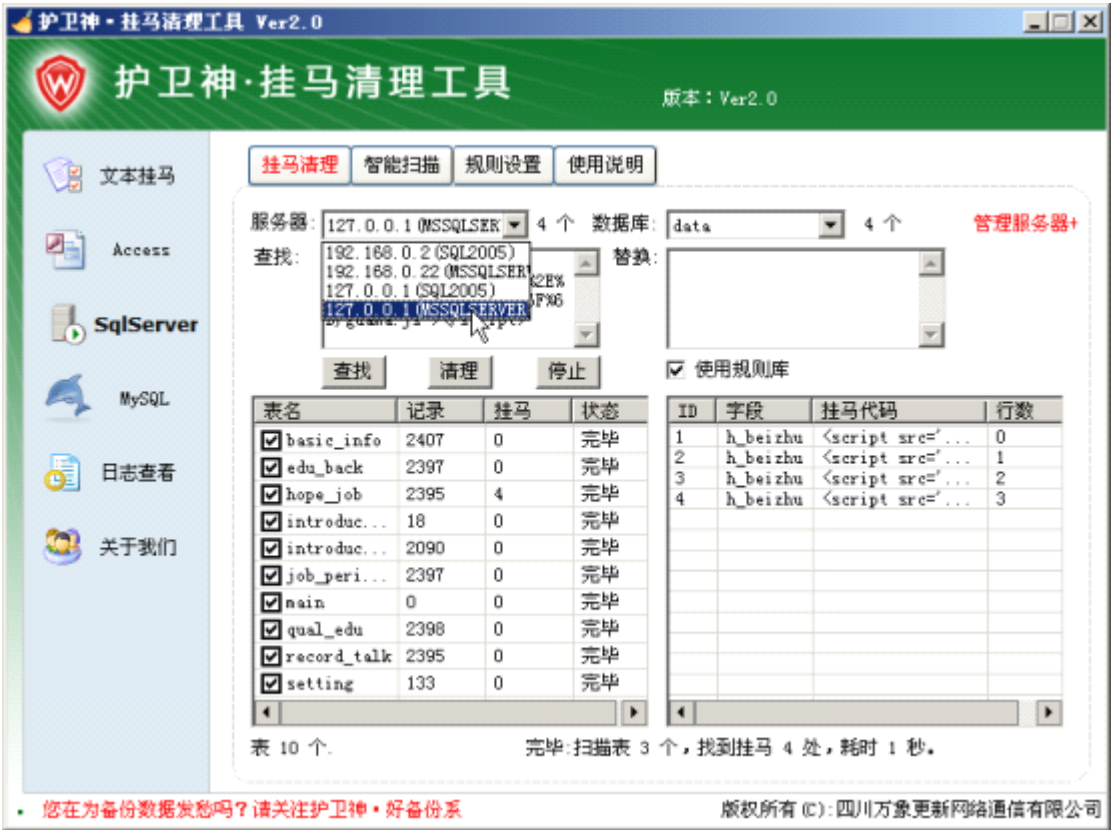 护卫神·挂马清理工具 Ver2.0
护卫神·挂马清理工具
版本：Ver2.0
文本挂马
Access
SqlServer
MySQL
日志查看
关于我们
挂马清理 智能扫描 规则设置 使用说明
服务器: 127.0.0.1(MSSQLSER 4 个 数据库: data 4 个 管理服务器+
查找: 替换:
192.168.0.2(SQL2005)
192.168.0.22(MSSQLSER
127.0.0.1(SQL2005)
127.0.0.1(MSSQLSERVER
查找 清理 停止 使用规则库
表名 记录 挂马 状态
basic_info 2407 0 完毕
edu_back 2397 0 完毕
hope_job 2395 4 完毕
introduc... 18 0 完毕
introduc... 2090 0 完毕
job_peri... 2397 0 完毕
main 0 0 完毕
qual_edu 2398 0 完毕
record_talk 2395 0 完毕
setting 133 0 完毕
ID 字段 挂马代码 行数
1 h_beizhu <script src='... 0
2 h_beizhu <script src='... 1
3 h_beizhu <script src='... 2
4 h_beizhu <script src='... 3
表 10 个.
完毕:扫描表 3 个，找到挂马 4 处，耗时 1 秒。
您在为备份数据发愁吗？请关注护卫神·好备份系
版权所有(C):四川万象更新网络通信有限公司